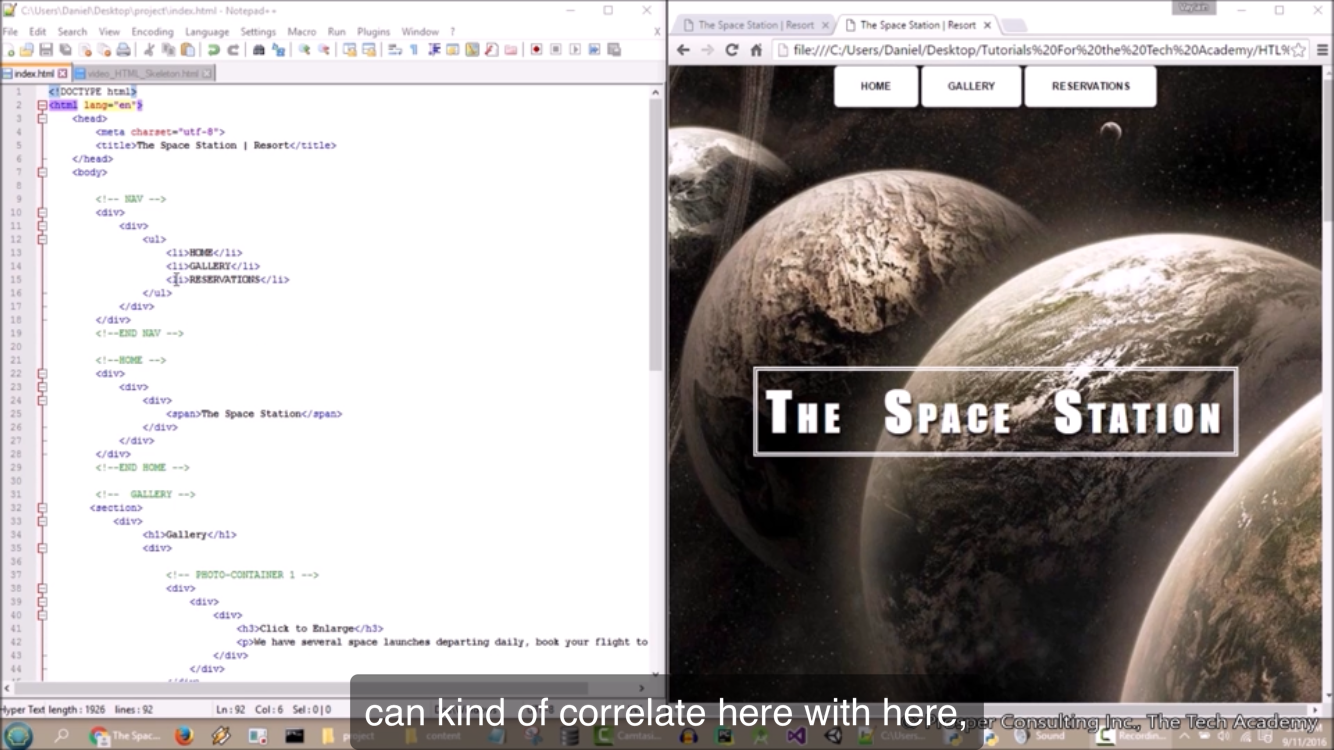 C:\Users\Daniel\Desktop\project\index.html - Notepad++
File Edit Search View Encoding Language Settings Macro Run Plugins Window ?
index.html video_HTML_Skeleton.html
1 <!DOCTYPE html>
2 <html lang="en">
3 <head>
4 <meta charset="utf-8">
5 <title>The Space Station | Resort</title>
6 </head>
7 <body>
8
9 <!-- NAV -->
10 <div>
11 <div>
12 <ul>
13 <li>HOME</li>
14 <li>GALLERY</li>
15 <li>RESERVATIONS</li>
16 </ul>
17 </div>
18 </div>
19 <!--END NAV -->
20
21 <!--HOME -->
22 <div>
23 <div>
24 <div>
25 <span>The Space Station</span>
26 </div>
27 </div>
28 </div>
29 <!--END HOME -->
30
31 <!-- GALLERY -->
32 <section>
33 <div>
34 <h1>Gallery</h1>
35 <div>
36
37 <!-- PHOTO-CONTAINER 1 -->
38 <div>
39 <div>
40 <div>
41 <h3>Click to Enlarge</h3>
42 <p>We have several space launches departing daily, book your flight to
43 </div>
44 </div>
Hyper Text length : 1926 lines : 92 Ln : 92 Col : 6 Sel : 0 | 0
The Space Station | Resort The Space Station | Resort
file:///C:/Users/Daniel/Desktop/Tutorials%20For%20the%20Tech%20Academy/HTL%
HOME GALLERY RESERVATIONS
The Space Station
can kind of correlate here with here,
Consulting Inc., The Tech Academy
The Spac... project content Camtasi... C:\Users... Python Sound Recordin...
9/11/2016